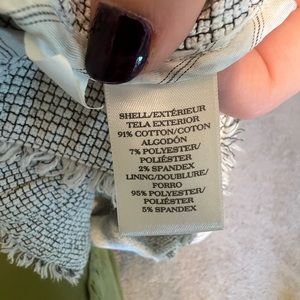 SHELL/EXTÉRIEUR
TELA EXTERIOR
91% COTTON/COTON
ALGODÓN
7% POLYESTER/
POLIÉSTER
2% SPANDEX
LINING/DOUBLURE/
FORRO
95% POLYESTER/
POLIÉSTER
5% SPANDEX